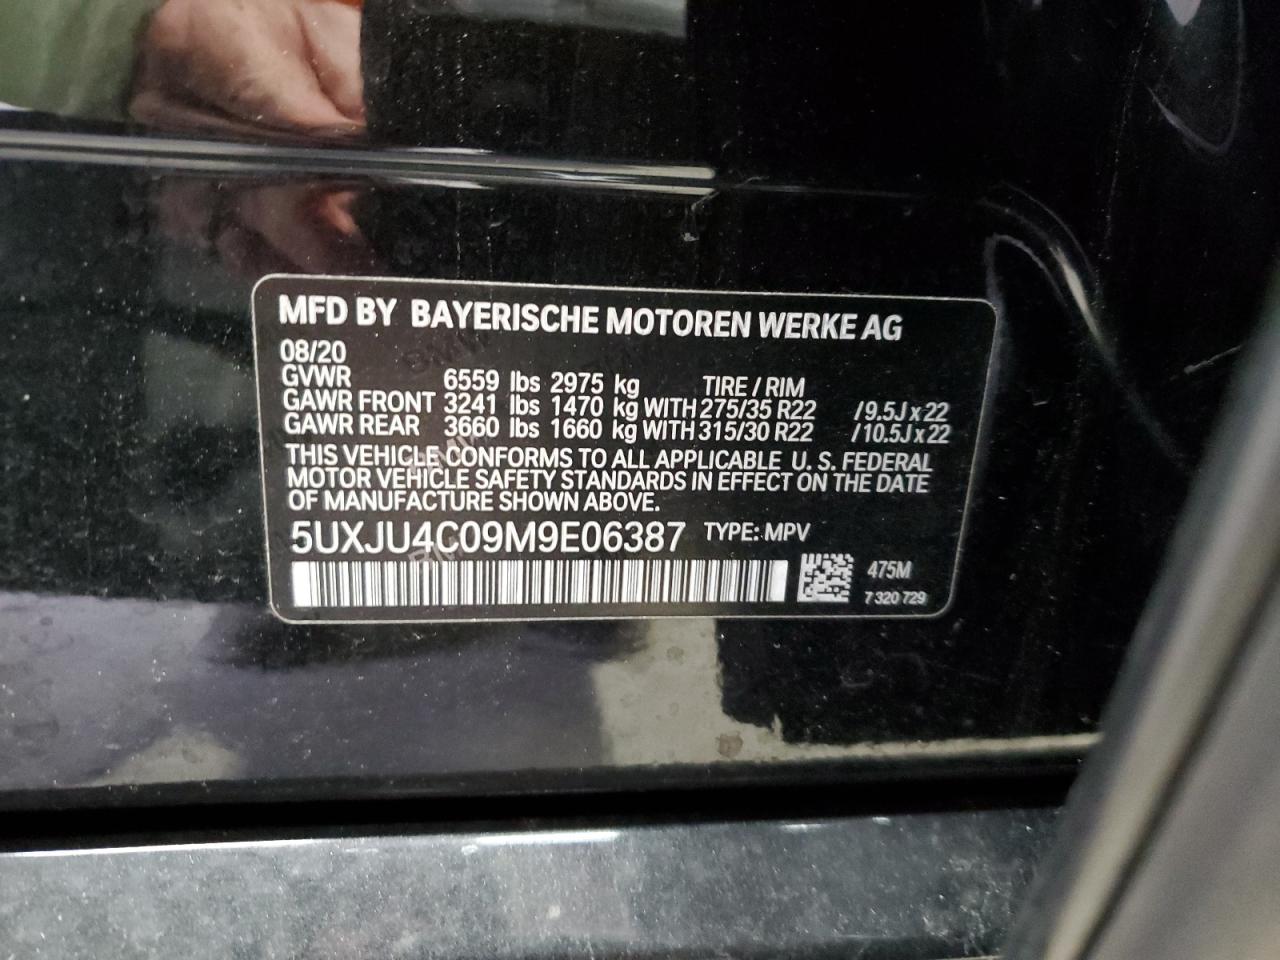 MFD BY BAYERISCHE MOTOREN WERKE AG
08/20
GVWR 6559 lbs 2975 kg TIRE / RIM
GAWR FRONT 3241 lbs 1470 kg WITH 275/35 R22 /9.5J x 22
GAWR REAR 3660 lbs 1660 kg WITH 315/30 R22 /10.5J x 22
THIS VEHICLE CONFORMS TO ALL APPLICABLE U. S. FEDERAL
MOTOR VEHICLE SAFETY STANDARDS IN EFFECT ON THE DATE
OF MANUFACTURE SHOWN ABOVE.
5UXJU4C09M9E06387 TYPE: MPV
475M
7 320 729